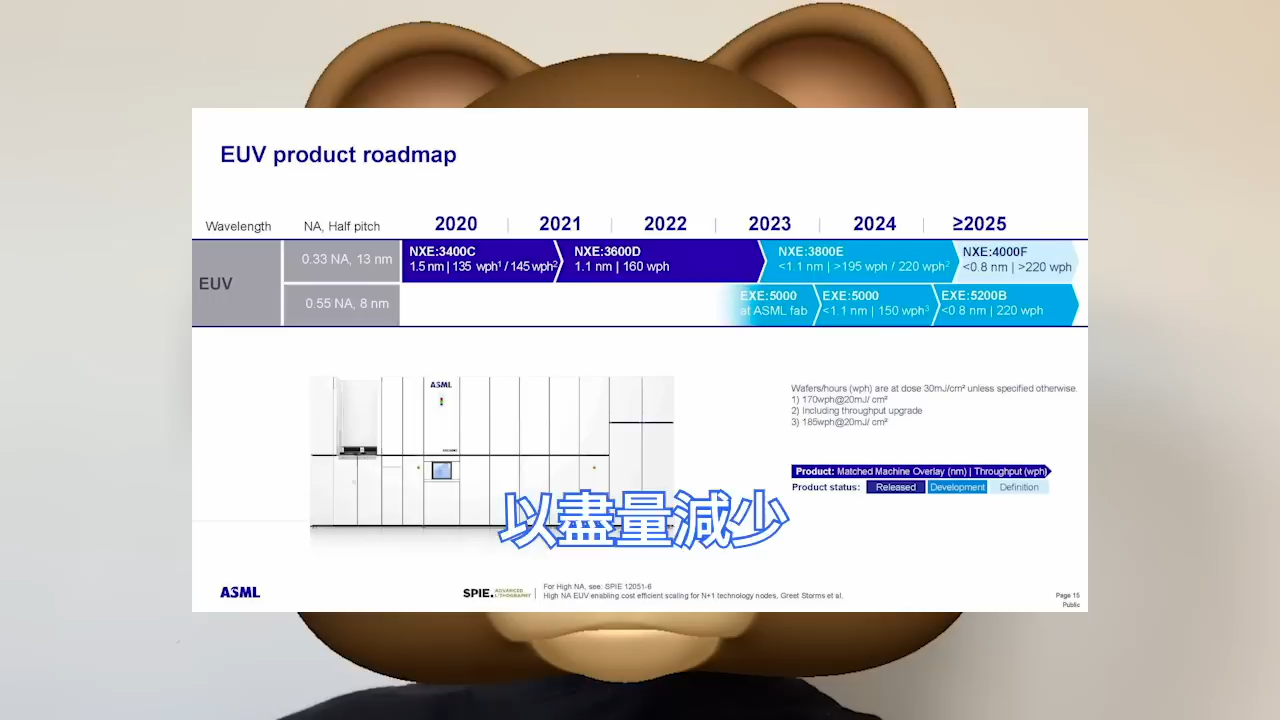 EUV product roadmap
Wavelength NA, Half pitch 2020 2021 2022 2023 2024 ≥2025
EUV
0.33 NA, 13 nm
NXE:3400C
1.5 nm | 135 wph¹ / 145 wph²
NXE:3600D
1.1 nm | 160 wph
NXE:3800E
<1.1 nm | >195 wph / 220 wph²
NXE:4000F
<0.8 nm | >220 wph
0.55 NA, 8 nm
EXE:5000
at ASML fab
EXE:5000
<1.1 nm | 150 wph³
EXE:5200B
<0.8 nm | 220 wph
ASML
Wafers/hours (wph) are at dose 30mJ/cm² unless specified otherwise.
1) 170wph@20mJ/ cm²
2) Including throughput upgrade
3) 185wph@20mJ/ cm²
Product: Matched Machine Overlay (nm) | Throughput (wph)
Product status: Released Development Definition
以盡量減少
ASML
SPIE. ADVANCED
LITHOGRAPHY
For High NA, see: SPIE 12051-6
High NA EUV enabling cost efficient scaling for N+1 technology nodes, Greet Storms et al.
Page 15
Public